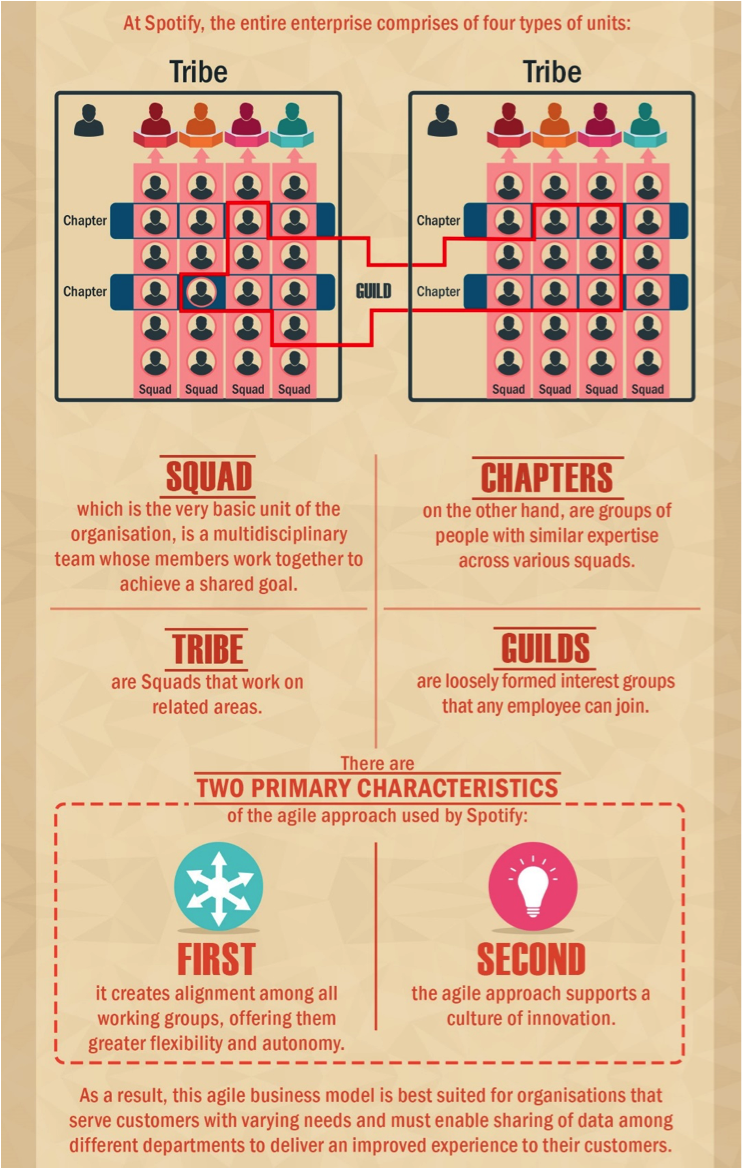 At Spotify, the entire enterprise comprises of four types of units:
Tribe
Tribe
Chapter
Chapter
Chapter
GUILD
Chapter
Squad Squad Squad Squad
Squad Squad Squad Squad
SQUAD
which is the very basic unit of the
organisation, is a multidisciplinary
team whose members work together to
achieve a shared goal.
CHAPTERS
on the other hand, are groups of
people with similar expertise
across various squads.
TRIBE
are Squads that work on
related areas.
GUILDS
are loosely formed interest groups
that any employee can join.
There are
TWO PRIMARY CHARACTERISTICS
of the agile approach used by Spotify:
FIRST
it creates alignment among all
working groups, offering them
greater flexibility and autonomy.
SECOND
the agile approach supports a
culture of innovation.
As a result, this agile business model is best suited for organisations that
serve customers with varying needs and must enable sharing of data among
different departments to deliver an improved experience to their customers.